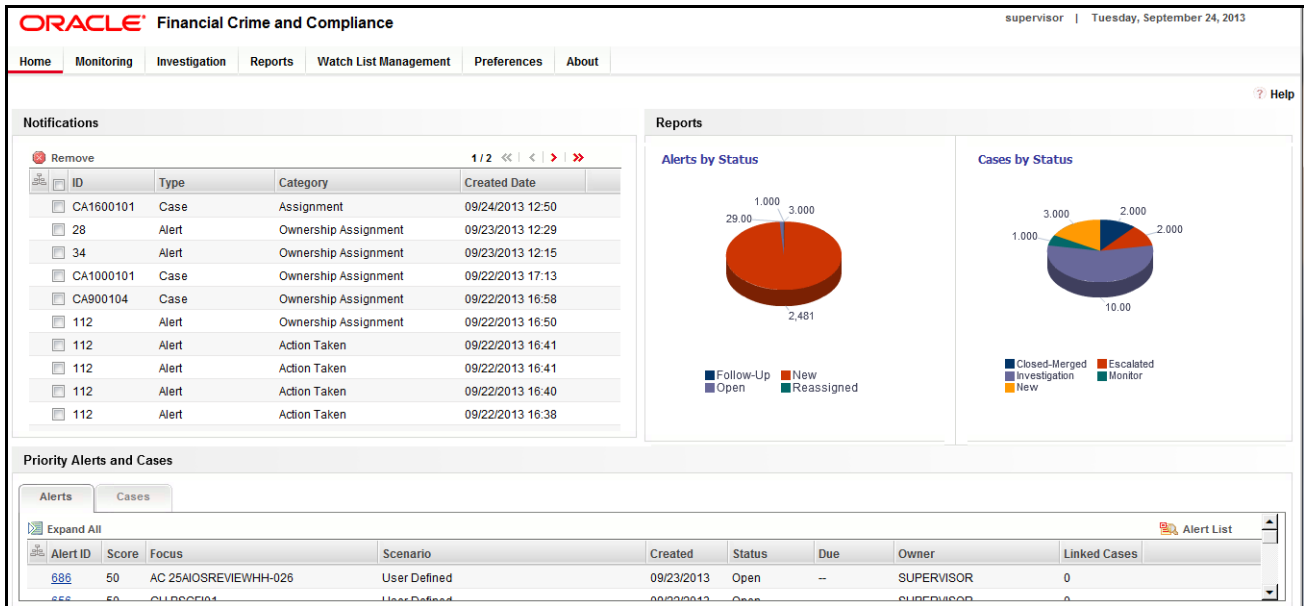 ORACLE® Financial Crime and Compliance
supervisor | Tuesday, September 24, 2013
Home Monitoring Investigation Reports Watch List Management Preferences About
? Help
Notifications
Remove 1 / 2
ID Type Category Created Date
CA1600101 Case Assignment 09/24/2013 12:50
28 Alert Ownership Assignment 09/23/2013 12:29
34 Alert Ownership Assignment 09/23/2013 12:15
CA1000101 Case Ownership Assignment 09/22/2013 17:13
CA900104 Case Ownership Assignment 09/22/2013 16:58
112 Alert Ownership Assignment 09/22/2013 16:50
112 Alert Action Taken 09/22/2013 16:41
112 Alert Action Taken 09/22/2013 16:41
112 Alert Action Taken 09/22/2013 16:40
112 Alert Action Taken 09/22/2013 16:38
Reports
Alerts by Status
1.000
3.000
29.00
2,481
Follow-Up New
Open Reassigned
Cases by Status
3.000
2.000
1.000
2.000
10.00
Closed-Merged Escalated
Investigation Monitor
New
Priority Alerts and Cases
Alerts Cases
Expand All Alert List
Alert ID Score Focus Scenario Created Status Due Owner Linked Cases
686 50 AC 25AIOSREVIEWHH-026 User Defined 09/23/2013 Open -- SUPERVISOR 0